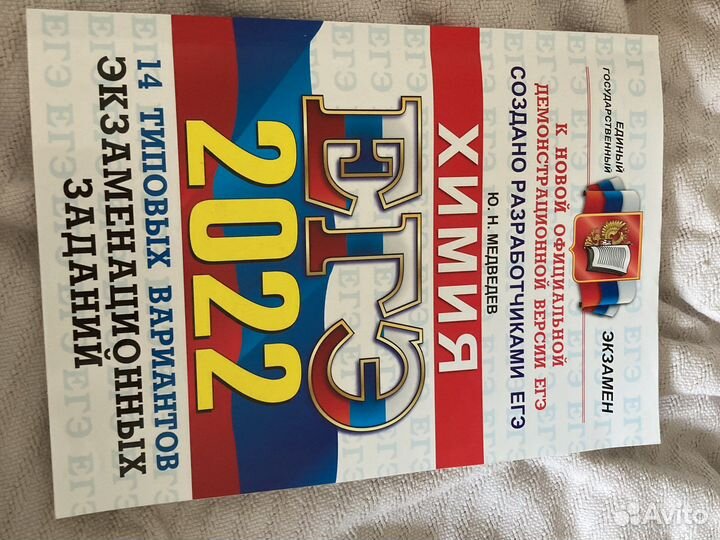 ЕДИНЫЙ
ГОСУДАРСТВЕННЫЙ
ЭКЗАМЕН
К НОВОЙ ОФИЦИАЛЬНОЙ
ДЕМОНСТРАЦИОННОЙ ВЕРСИИ ЕГЭ
СОЗДАНО РАЗРАБОТЧИКАМИ ЕГЭ
Ю. Н. МЕДВЕДЕВ
ХИМИЯ
ЕГЭ
2022
14 ТИПОВЫХ ВАРИАНТОВ
ЭКЗАМЕНАЦИОННЫХ
ЗАДАНИЙ
Avito